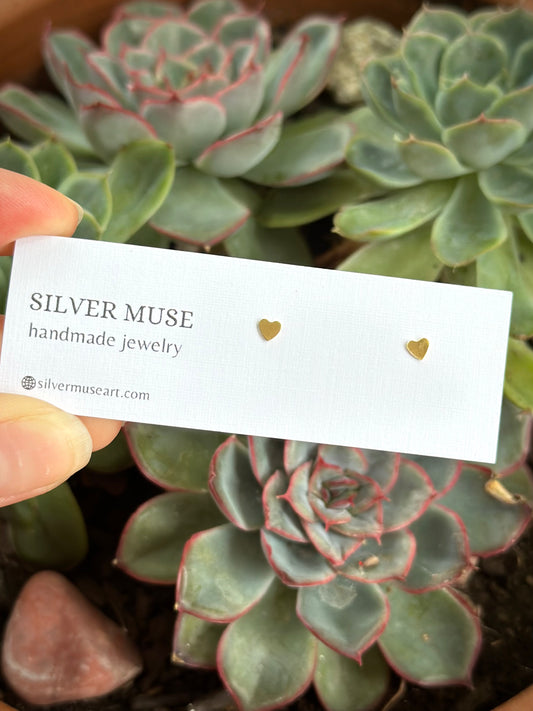 SILVER MUSE
handmade jewelry
silvermuseart.com